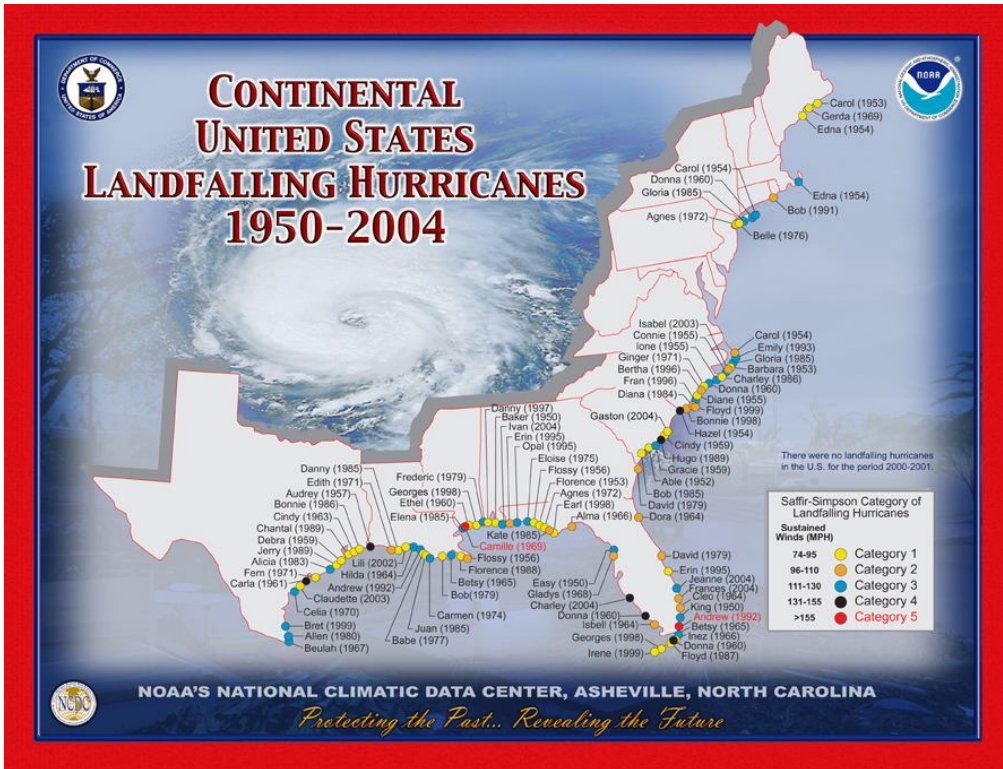 CONTINENTAL
UNITED STATES
LANDFALLING HURRICANES
1950-2004
DEPARTMENT OF COMMERCE
UNITED STATES OF AMERICA
NOAA
Carol (1953)
Gerda (1969)
Edna (1954)
Carol (1954)
Donna (1960)
Gloria (1985)
Agnes (1972)
Edna (1954)
Bob (1991)
Belle (1976)
Isabel (2003)
Connie (1955)
Ione (1955)
Ginger (1971)
Bertha (1996)
Fran (1996)
Diana (1984)
Gaston (2004)
Carol (1954)
Emily (1993)
Gloria (1985)
Barbara (1953)
Charley (1986)
Donna (1960)
Diane (1955)
Floyd (1999)
Bonnie (1998)
Hazel (1954)
Cindy (1959)
Hugo (1989)
Gracie (1959)
Able (1952)
Bob (1985)
David (1979)
Dora (1964)
Danny (1997)
Baker (1950)
Ivan (2004)
Erin (1995)
Opal (1995)
Eloise (1975)
Flossy (1956)
Florence (1953)
Agnes (1972)
Earl (1998)
Alma (1966)
Frederic (1979)
Georges (1998)
Ethel (1960)
Elena (1985)
Kate (1985)
Camille (1969)
Flossy (1956)
Florence (1988)
Betsy (1965)
Bob(1979)
Carmen (1974)
Juan (1985)
Babe (1977)
Danny (1985)
Edith (1971)
Audrey (1957)
Bonnie (1986)
Cindy (1963)
Chantal (1989)
Debra (1959)
Jerry (1989)
Alicia (1983)
Fern (1971)
Carla (1961)
Lili (2002)
Hilda (1964)
Andrew (1992)
Claudette (2003)
Celia (1970)
Bret (1999)
Allen (1980)
Beulah (1967)
Easy (1950)
Gladys (1968)
Charley (2004)
Donna (1960)
Isbell (1964)
Georges (1998)
Irene (1999)
David (1979)
Erin (1995)
Jeanne (2004)
Frances (2004)
Cleo (1964)
King (1950)
Andrew (1992)
Betsy (1965)
Inez (1966)
Donna (1960)
Floyd (1987)
There were no landfalling hurricanes
in the U.S. for the period 2000-2001.
Saffir-Simpson Category of
Landfalling Hurricanes
Sustained
Winds (MPH)
74-95 Category 1
96-110 Category 2
111-130 Category 3
131-155 Category 4
>155 Category 5
NCDC
NOAA'S NATIONAL CLIMATIC DATA CENTER, ASHEVILLE, NORTH CAROLINA
Protecting the Past... Revealing the Future